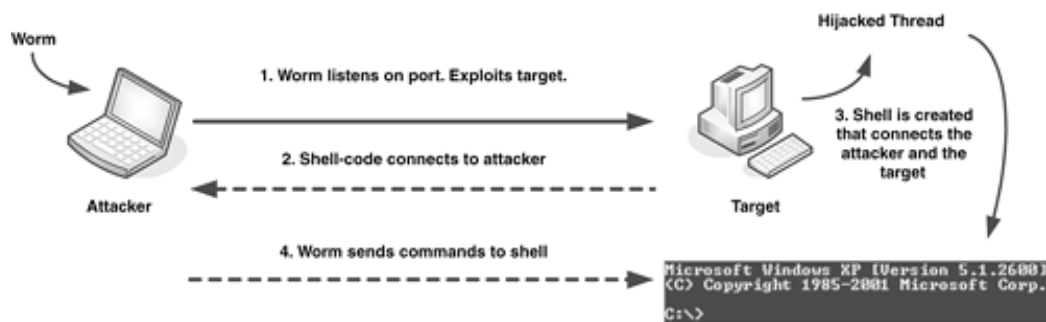 Worm
Hijacked Thread
1. Worm listens on port. Exploits target.
3. Shell is created
that connects the
attacker and the
target
2. Shell-code connects to attacker
Attacker
Target
4. Worm sends commands to shell
Microsoft Windows XP [Version 5.1.2600]
(C) Copyright 1985-2001 Microsoft Corp.
C:\>